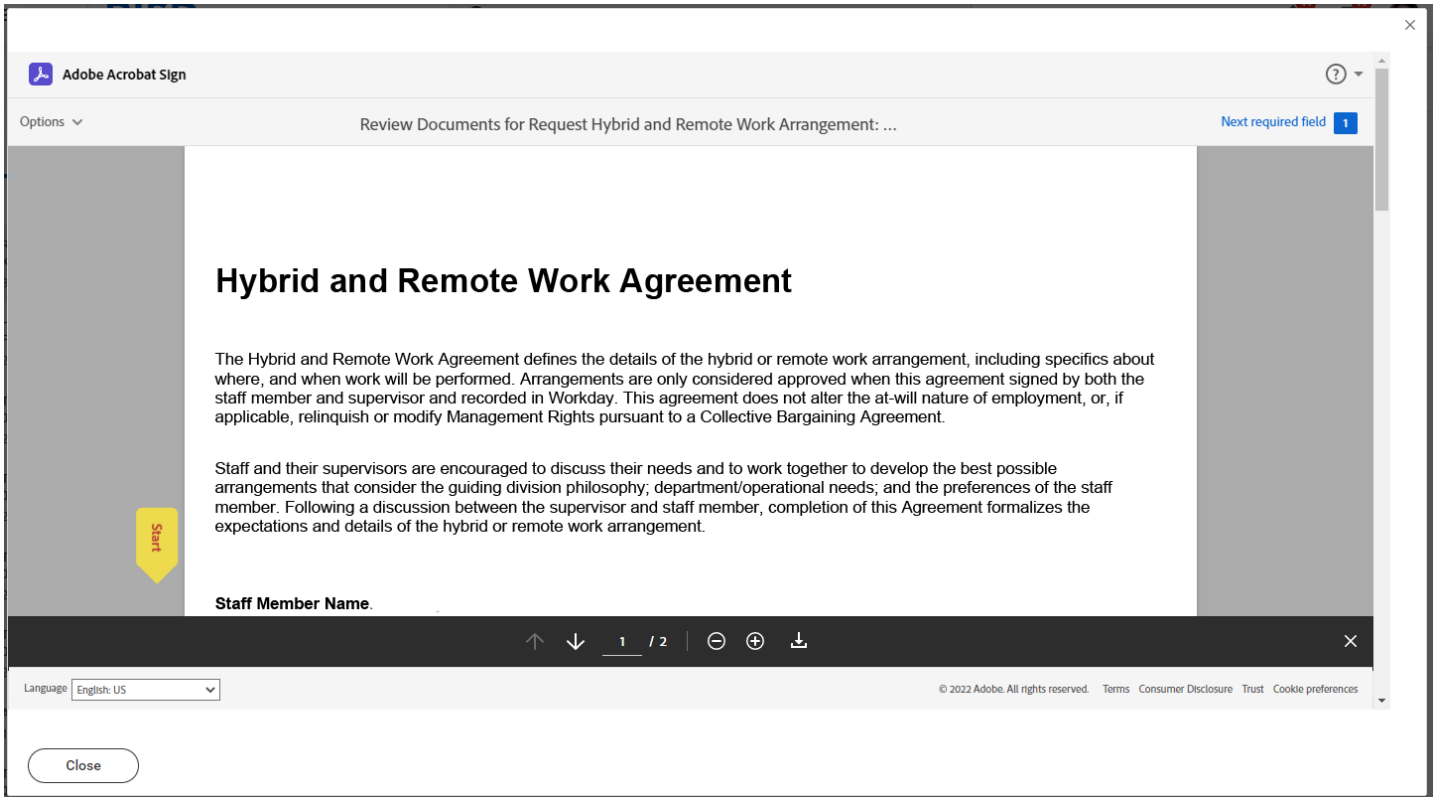 Adobe Acrobat Sign
Options
Review Documents for Request Hybrid and Remote Work Arrangement: ...
Next required field 1
Hybrid and Remote Work Agreement
The Hybrid and Remote Work Agreement defines the details of the hybrid or remote work arrangement, including specifics about
where, and when work will be performed. Arrangements are only considered approved when this agreement signed by both the
staff member and supervisor and recorded in Workday. This agreement does not alter the at-will nature of employment, or, if
applicable, relinquish or modify Management Rights pursuant to a Collective Bargaining Agreement.
Staff and their supervisors are encouraged to discuss their needs and to work together to develop the best possible
arrangements that consider the guiding division philosophy; department/operational needs; and the preferences of the staff
member. Following a discussion between the supervisor and staff member, completion of this Agreement formalizes the
expectations and details of the hybrid or remote work arrangement.
Start
Staff Member Name.
1 / 2
Language English: US
© 2022 Adobe. All rights reserved. Terms Consumer Disclosure Trust Cookie preferences
Close